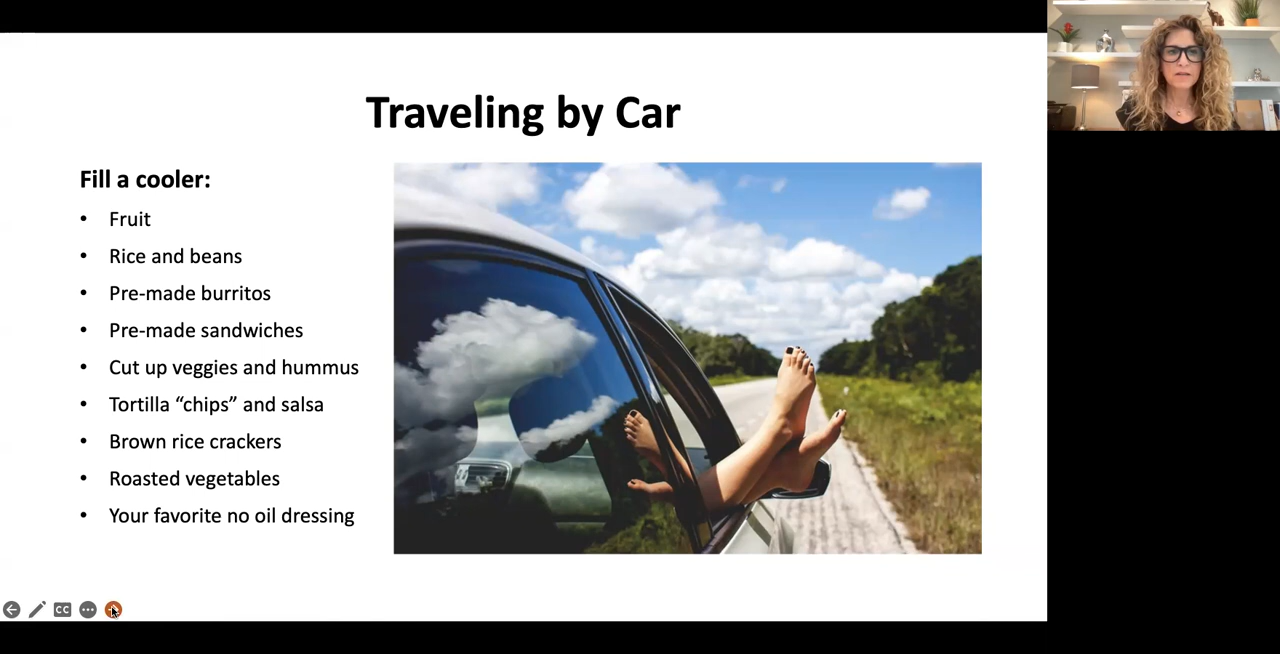 Traveling by Car
Fill a cooler:
• Fruit
• Rice and beans
• Pre-made burritos
• Pre-made sandwiches
• Cut up veggies and hummus
• Tortilla “chips” and salsa
• Brown rice crackers
• Roasted vegetables
• Your favorite no oil dressing
CC